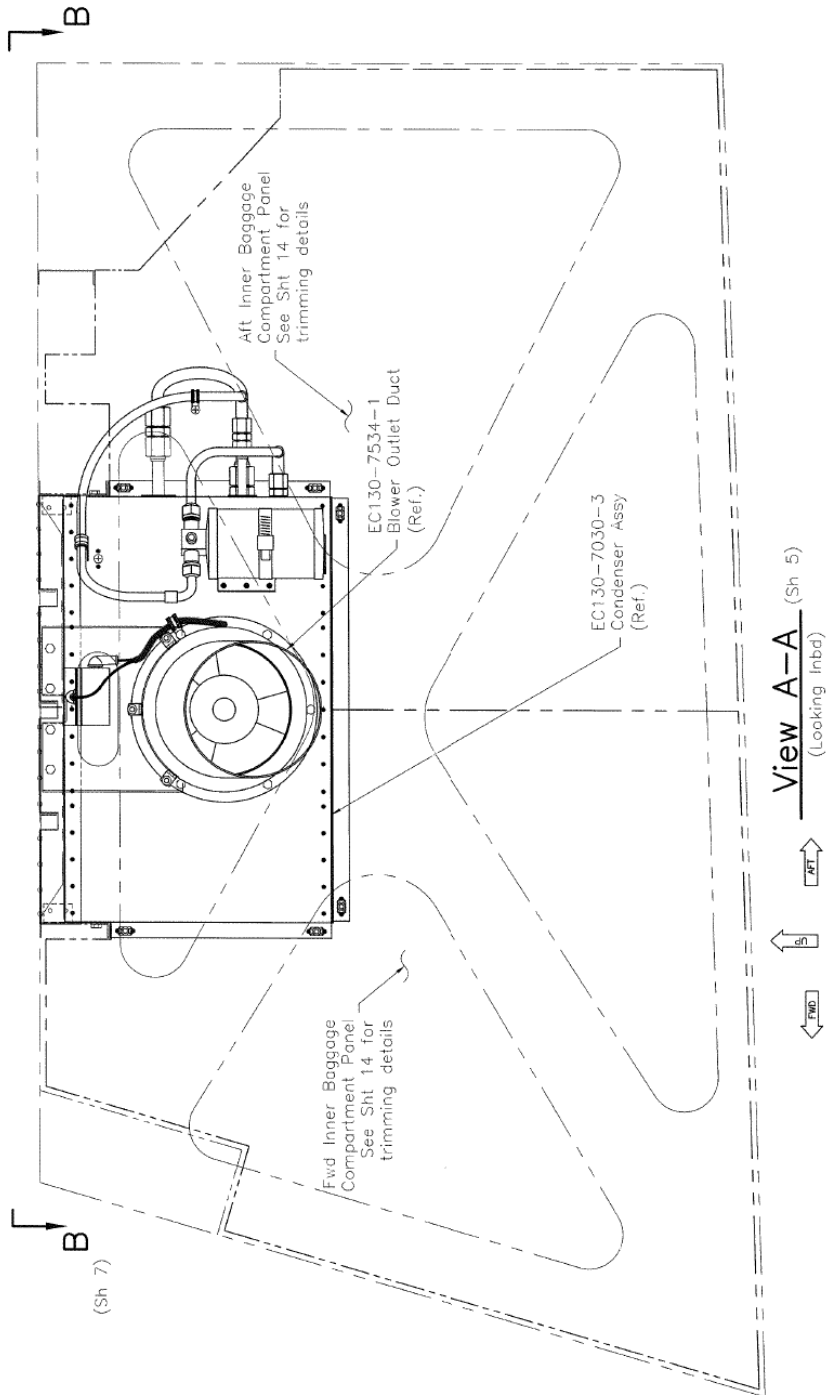 B
B
(Sh 7)
Aft Inner Baggage
Compartment Panel
See Sht 14 for
trimming details
EC130-7534-1
Blower Outlet Duct
(Ref.)
EC130-7030-3
Condenser Assy
(Ref.)
Fwd Inner Baggage
Compartment Panel
See Sht 14 for
trimming details
View A-A (Sh 5)
(Looking Inbd)
FWD
UP
AFT